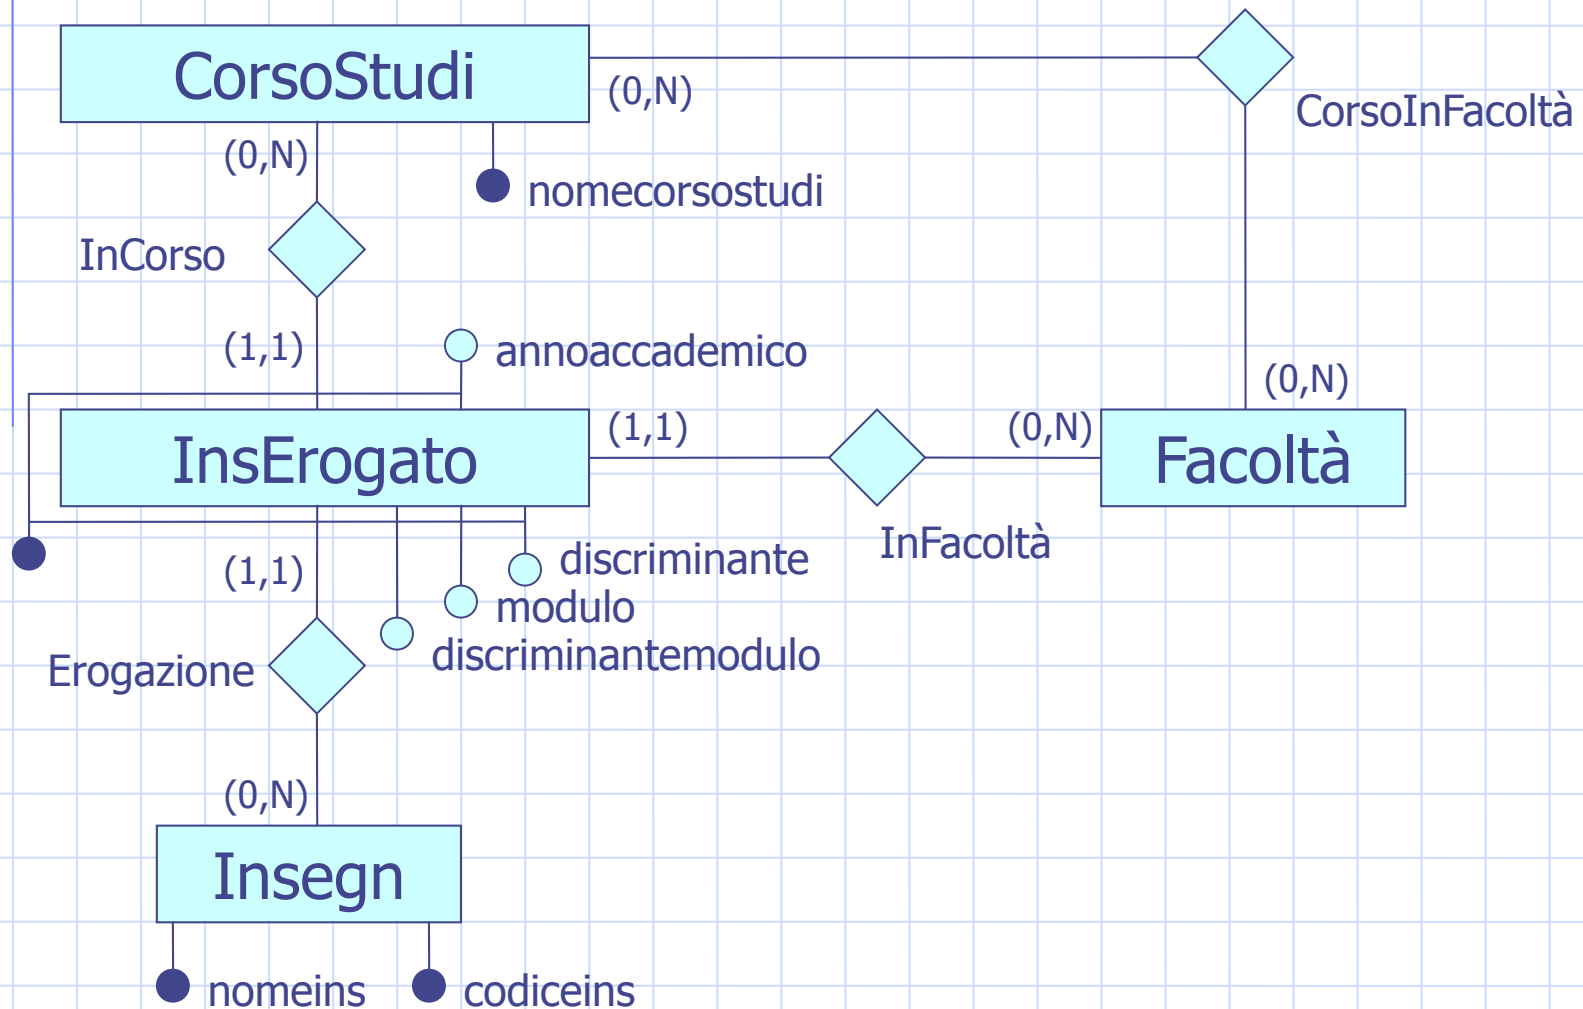 CorsoStudi
(0,N)
CorsoInFacoltà
(0,N)
nomecorsostudi
InCorso
(1,1)
annoaccademico
(0,N)
InsErogato
(1,1)
(0,N)
Facoltà
InFacoltà
(1,1)
discriminante
modulo
discriminantemodulo
Erogazione
(0,N)
Insegn
nomeins
codiceins